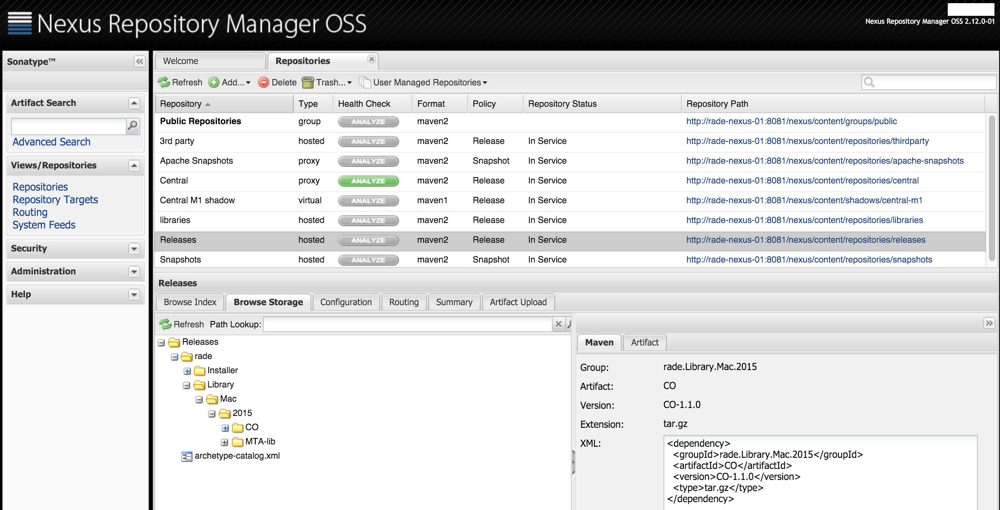 Nexus Repository Manager OSS
Nexus Repository Manager OSS 2.12.0-01
Sonatype™
Artifact Search
Advanced Search
Views/Repositories
Repositories
Repository Targets
Routing
System Feeds
Security
Administration
Help
Welcome
Repositories
Refresh Add... Delete Trash... User Managed Repositories
Repository Type Health Check Format Policy Repository Status Repository Path
Public Repositories group ANALYZE maven2 http://rade-nexus-01:8081/nexus/content/groups/public
3rd party hosted ANALYZE maven2 Release In Service http://rade-nexus-01:8081/nexus/content/repositories/thirdparty
Apache Snapshots proxy ANALYZE maven2 Snapshot In Service http://rade-nexus-01:8081/nexus/content/repositories/apache-snapshots
Central proxy ANALYZE maven2 Release In Service http://rade-nexus-01:8081/nexus/content/repositories/central
Central M1 shadow virtual ANALYZE maven1 Release In Service http://rade-nexus-01:8081/nexus/content/shadows/central-m1
libraries hosted ANALYZE maven2 Release In Service http://rade-nexus-01:8081/nexus/content/repositories/libraries
Releases hosted ANALYZE maven2 Release In Service http://rade-nexus-01:8081/nexus/content/repositories/releases
Snapshots hosted ANALYZE maven2 Snapshot In Service http://rade-nexus-01:8081/nexus/content/repositories/snapshots
Releases
Browse Index Browse Storage Configuration Routing Summary Artifact Upload
Refresh Path Lookup:
Releases
rade
Installer
Library
Mac
2015
CO
MTA-lib
archetype-catalog.xml
Maven Artifact
Group: rade.Library.Mac.2015
Artifact: CO
Version: CO-1.1.0
Extension: tar.gz
XML: <dependency>
<groupId>rade.Library.Mac.2015</groupId>
<artifactId>CO</artifactId>
<version>CO-1.1.0</version>
<type>tar.gz</type>
</dependency>